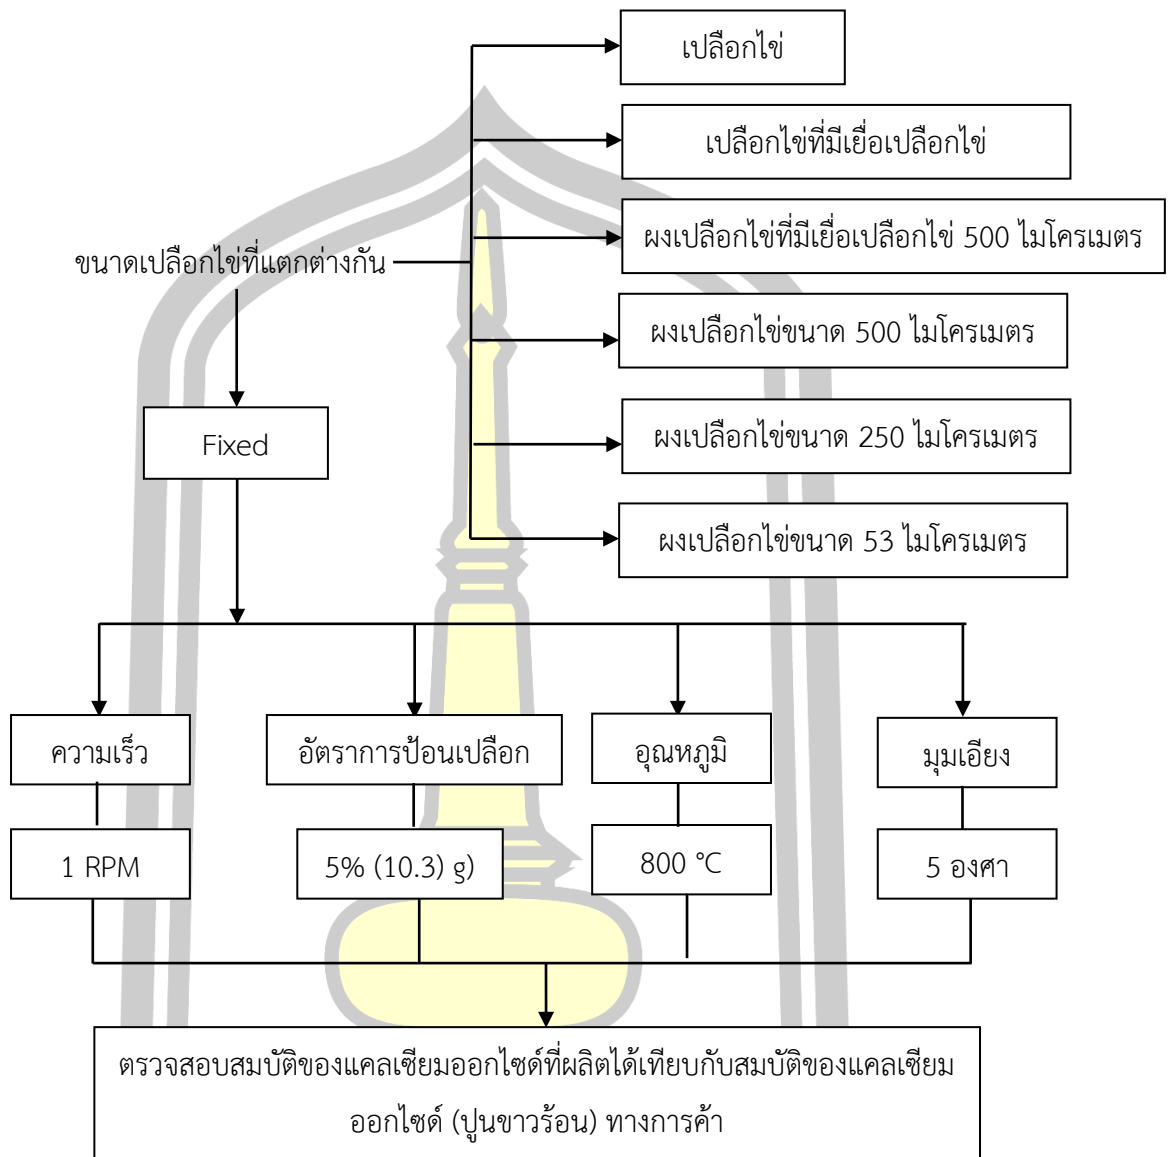 เปลือกไข่
เปลือกไข่ที่มีเยื่อเปลือกไข่
ผงเปลือกไข่ที่มีเยื่อเปลือกไข่ 500 ไมโครเมตร
ขนาดเปลือกไข่ที่แตกต่างกัน
ผงเปลือกไข่ขนาด 500 ไมโครเมตร
Fixed
ผงเปลือกไข่ขนาด 250 ไมโครเมตร
ผงเปลือกไข่ขนาด 53 ไมโครเมตร
ความเร็ว
อัตราการป้อนเปลือก
อุณหภูมิ
มุมเอียง
1 RPM
5% (10.3) g)
800 °C
5 องศา
ตรวจสอบสมบัติของแคลเซียมออกไซด์ที่ผลิตได้เทียบกับสมบัติของแคลเซียม
ออกไซด์ (ปูนขาวร้อน) ทางการค้า